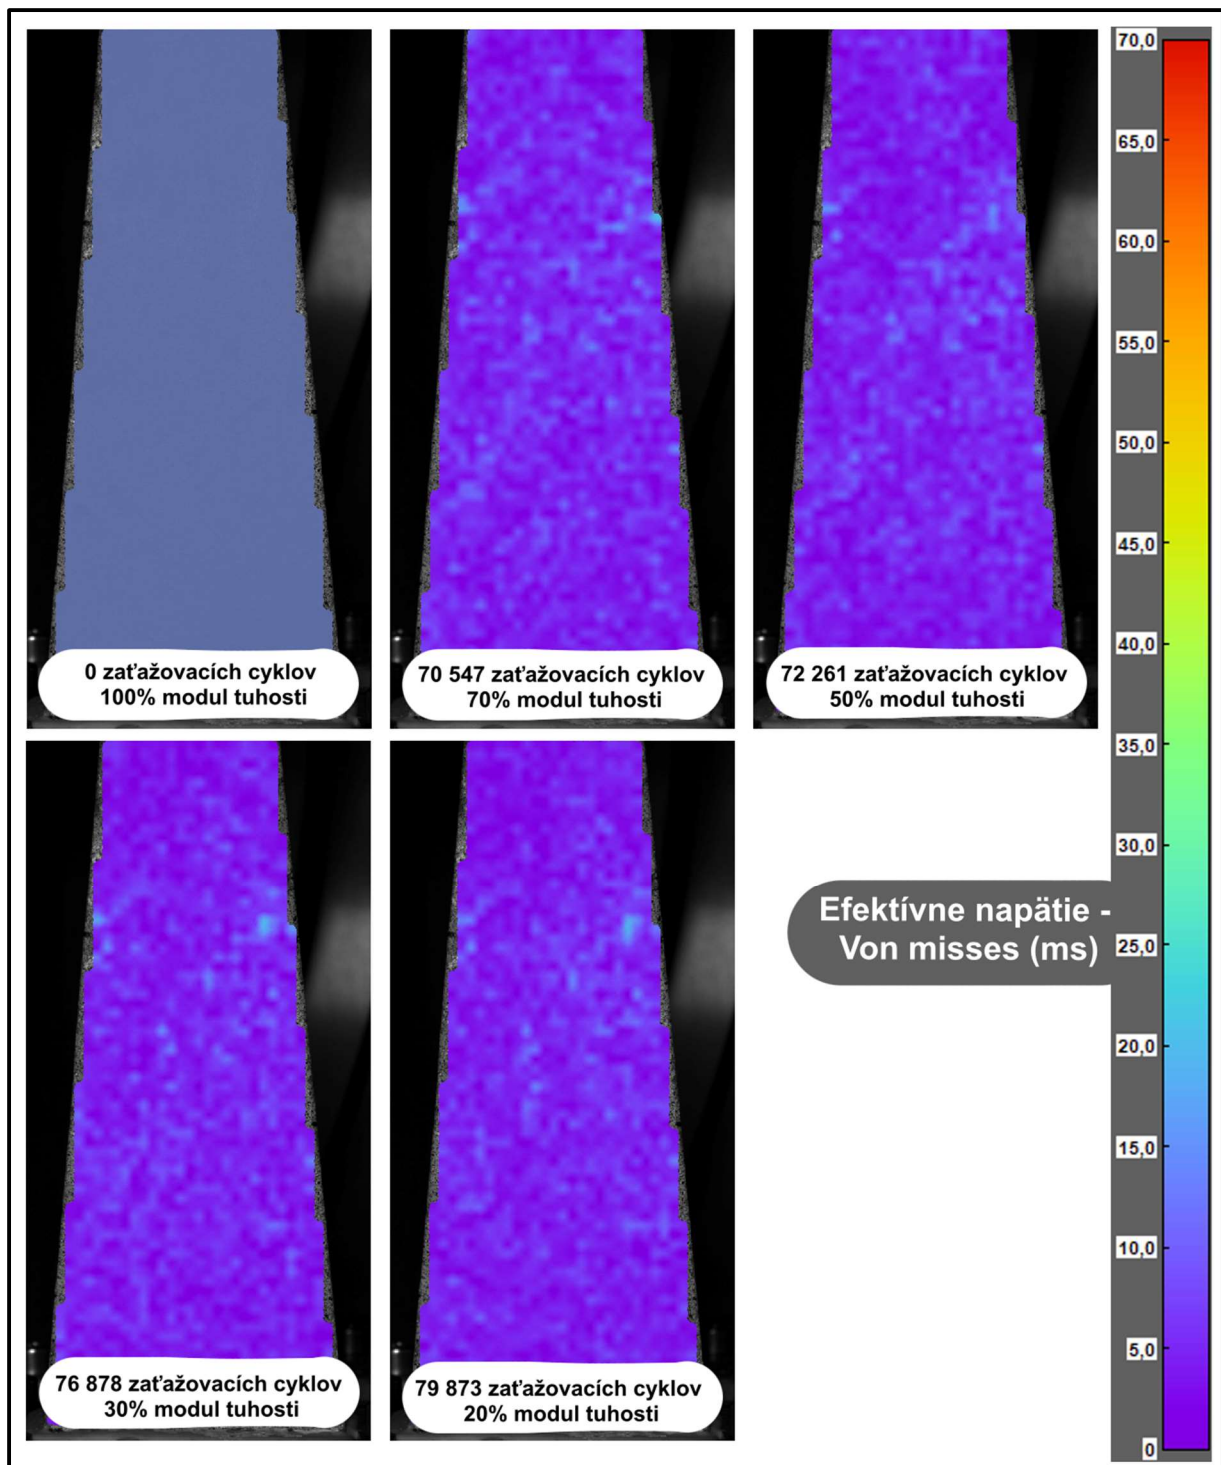 0 zaťažovacích cyklov
100% modul tuhosti
70 547 zaťažovacích cyklov
70% modul tuhosti
72 261 zaťažovacích cyklov
50% modul tuhosti
76 878 zaťažovacích cyklov
30% modul tuhosti
79 873 zaťažovacích cyklov
20% modul tuhosti
Efektívne napätie -
Von misses (ms)
70,0
65,0
60,0
55,0
50,0
45,0
40,0
35,0
30,0
25,0
20,0
15,0
10,0
5,0
0